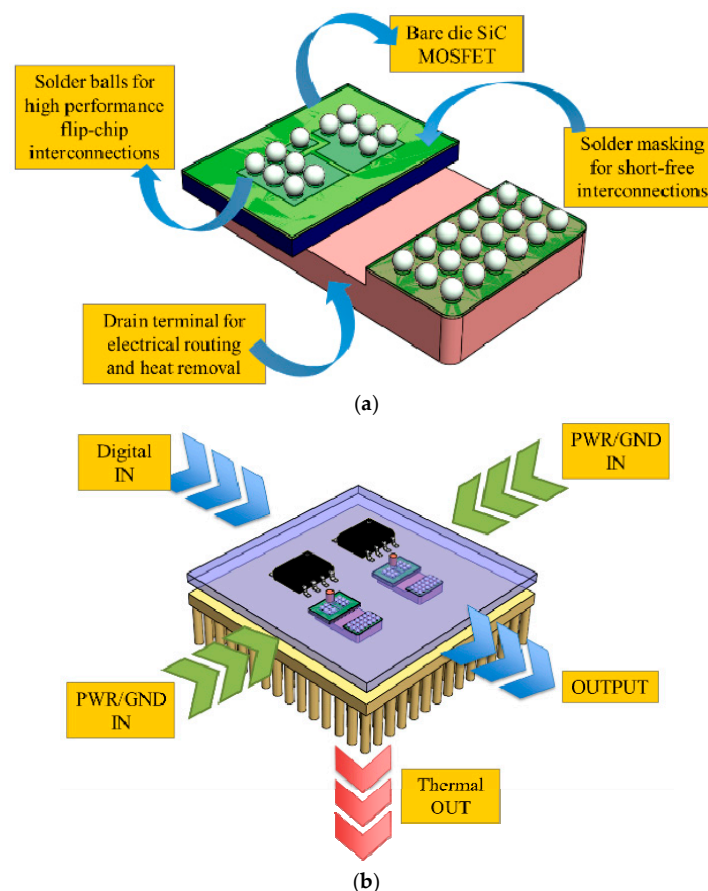 Bare die SiC
MOSFET
Solder balls for
high performance
flip-chip
interconnections
Solder masking
for short-free
interconnections
Drain terminal for
electrical routing
and heat removal
(a)
Digital
IN
PWR/GND
IN
PWR/GND
IN
OUTPUT
Thermal
OUT
(b)